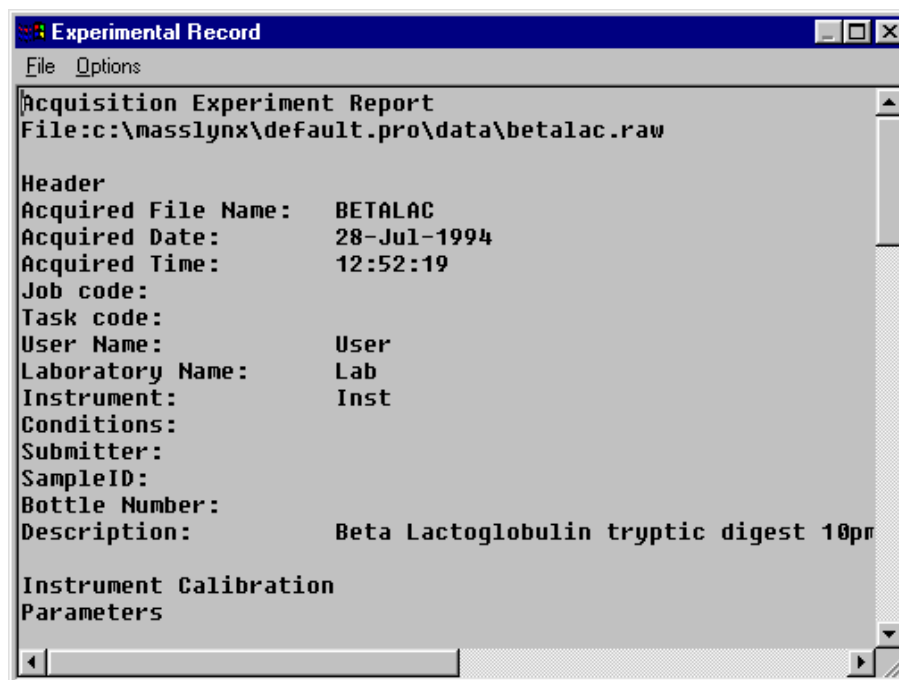 Experimental Record
File Options
Acquisition Experiment Report
File:c:\masslynx\default.pro\data\betalac.raw
Header
Acquired File Name: BETALAC
Acquired Date: 28-Jul-1994
Acquired Time: 12:52:19
Job code:
Task code:
User Name: User
Laboratory Name: Lab
Instrument: Inst
Conditions:
Submitter:
SampleID:
Bottle Number:
Description: Beta Lactoglobulin tryptic digest
Instrument Calibration
Parameters